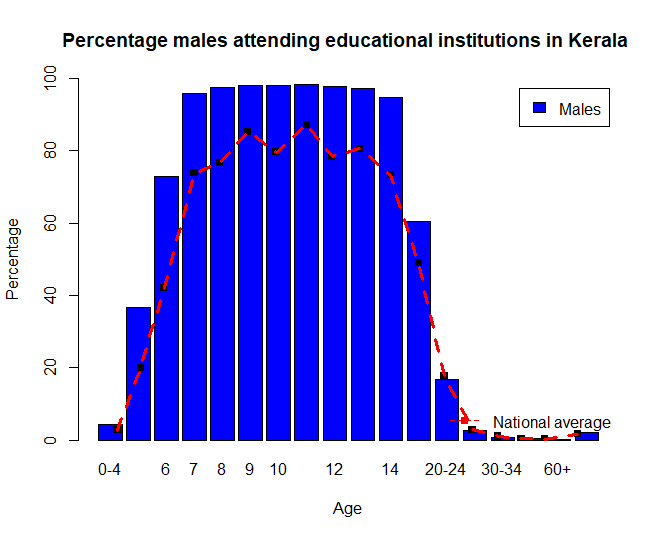 Percentage males attending educational institutions in Kerala
Males
100
80
60
40
20
0
Percentage
National average
0-4 6 7 8 9 10 12 14 20-24 30-34 60+
Age